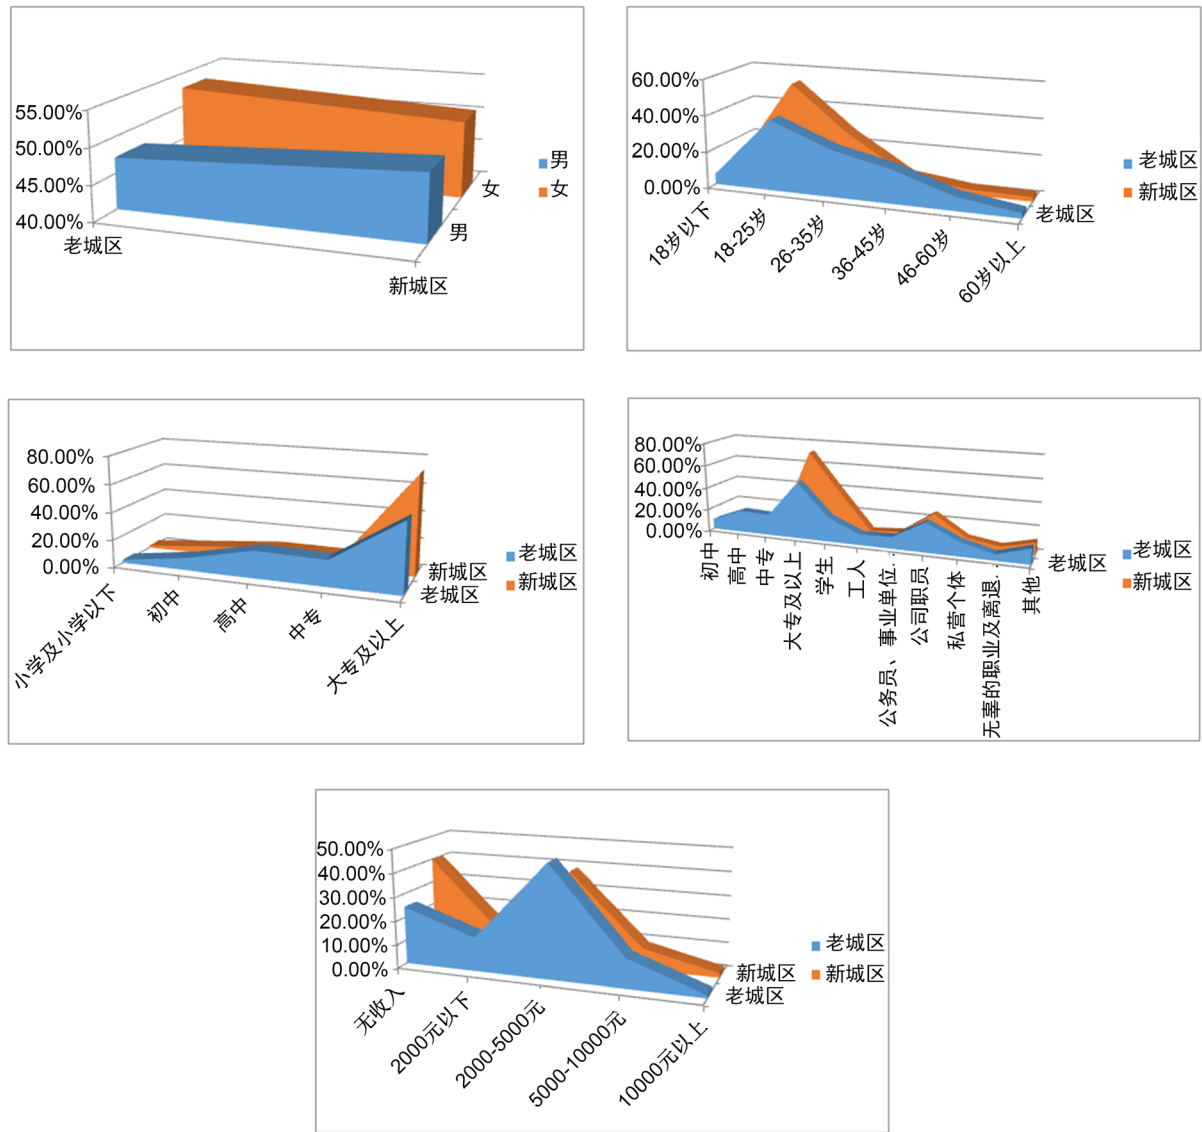 55.00%
50.00%
45.00%
40.00%
老城区
新城区
男
女
男
女
60.00%
40.00%
20.00%
0.00%
18岁以下
18-25岁
26-35岁
36-45岁
46-60岁
60岁以上
老城区
老城区
新城区
80.00%
60.00%
40.00%
20.00%
0.00%
小学及小学以下
初中
高中
中专
大专及以上
新城区
老城区
老城区
新城区
80.00%
60.00%
40.00%
20.00%
0.00%
初中
高中
中专
大专及以上
学生
工人
公务员、事业单位…
公司职员
私营个体
无辜的职业及离退…
其他
老城区
老城区
新城区
50.00%
40.00%
30.00%
20.00%
10.00%
0.00%
无收入
2000元以下
2000-5000元
5000-10000元
10000元以上
新城区
老城区
老城区
新城区